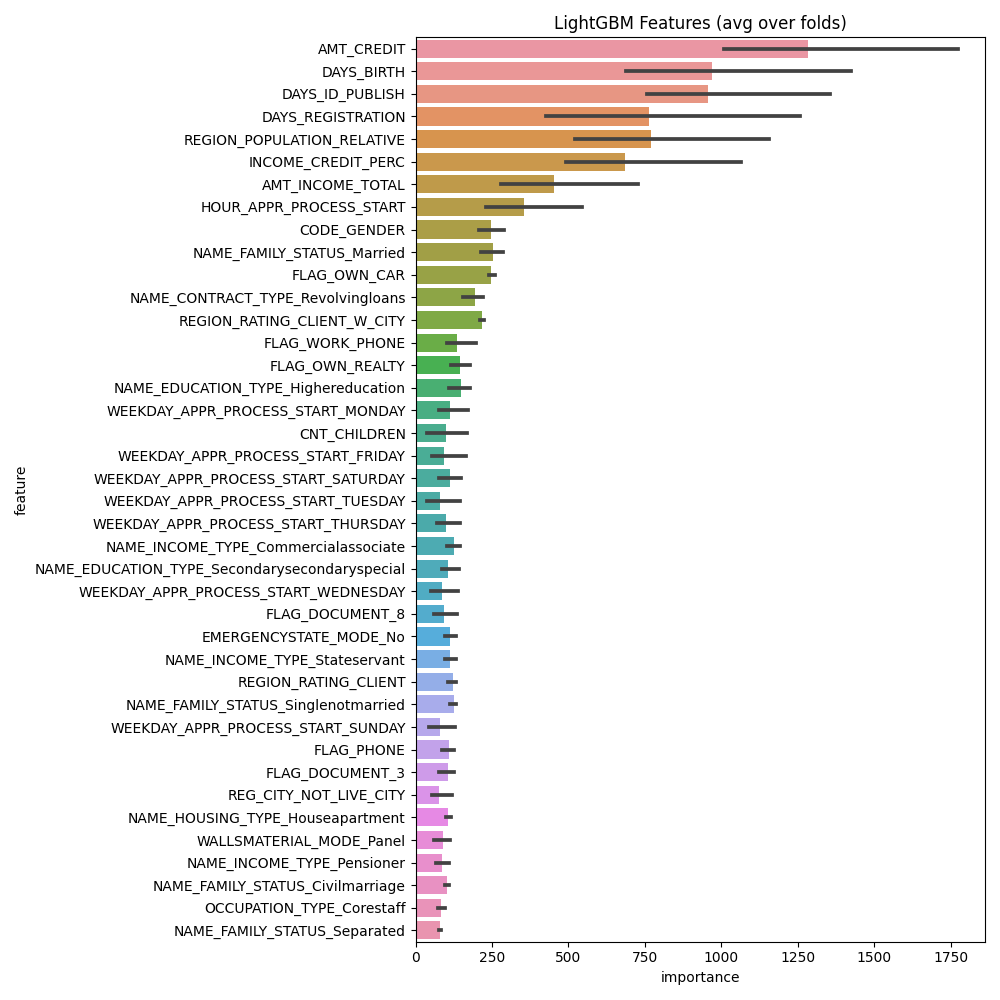 LightGBM Features (avg over folds)
AMT_CREDIT
DAYS_BIRTH
DAYS_ID_PUBLISH
DAYS_REGISTRATION
REGION_POPULATION_RELATIVE
INCOME_CREDIT_PERC
AMT_INCOME_TOTAL
HOUR_APPR_PROCESS_START
CODE_GENDER
NAME_FAMILY_STATUS_Married
FLAG_OWN_CAR
NAME_CONTRACT_TYPE_Revolvingloans
REGION_RATING_CLIENT_W_CITY
FLAG_WORK_PHONE
FLAG_OWN_REALTY
NAME_EDUCATION_TYPE_Highereducation
WEEKDAY_APPR_PROCESS_START_MONDAY
CNT_CHILDREN
WEEKDAY_APPR_PROCESS_START_FRIDAY
WEEKDAY_APPR_PROCESS_START_SATURDAY
WEEKDAY_APPR_PROCESS_START_TUESDAY
WEEKDAY_APPR_PROCESS_START_THURSDAY
NAME_INCOME_TYPE_Commercialassociate
NAME_EDUCATION_TYPE_Secondarysecondaryspecial
WEEKDAY_APPR_PROCESS_START_WEDNESDAY
FLAG_DOCUMENT_8
EMERGENCYSTATE_MODE_No
NAME_INCOME_TYPE_Stateservant
REGION_RATING_CLIENT
NAME_FAMILY_STATUS_Singlenotmarried
WEEKDAY_APPR_PROCESS_START_SUNDAY
FLAG_PHONE
FLAG_DOCUMENT_3
REG_CITY_NOT_LIVE_CITY
NAME_HOUSING_TYPE_Houseapartment
WALLSMATERIAL_MODE_Panel
NAME_INCOME_TYPE_Pensioner
NAME_FAMILY_STATUS_Civilmarriage
OCCUPATION_TYPE_Corestaff
NAME_FAMILY_STATUS_Separated
feature
0 250 500 750 1000 1250 1500 1750
importance